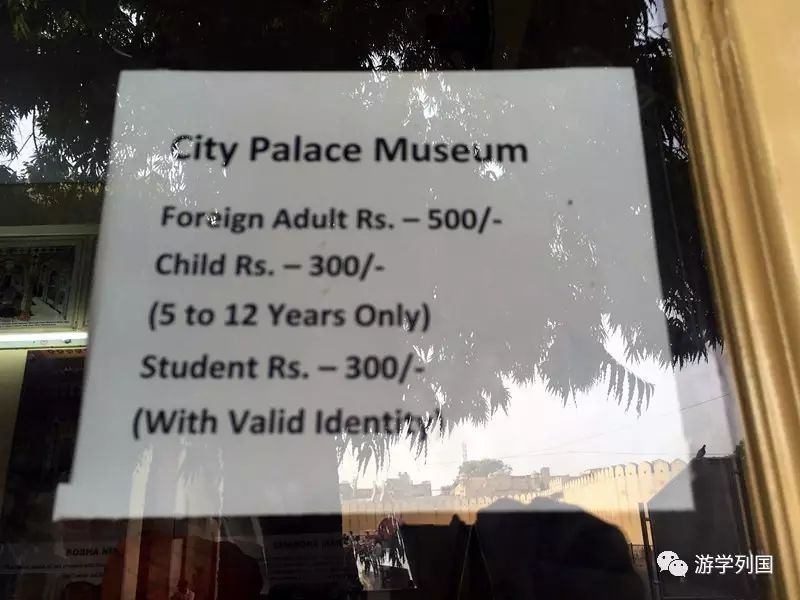 City Palace Museum
Foreign Adult Rs. – 500/-
Child Rs. – 300/-
(5 to 12 Years Only)
Student Rs. – 300/-
(With Valid Identity)
游学列国